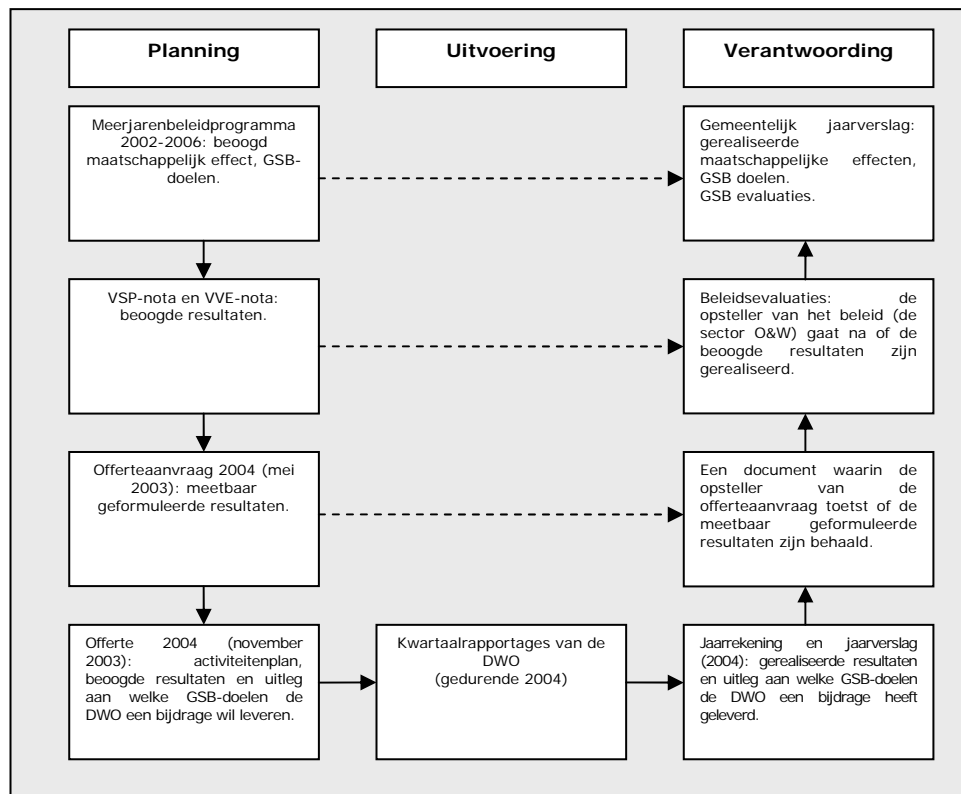 Planning
Uitvoering
Verantwoording
Meerjarenbeleidprogramma
2002-2006: beoogd
maatschappelijk effect, GSB-
doelen.
Gemeentelijk jaarverslag:
gerealiseerde
maatschappelijke effecten,
GSB doelen.
GSB evaluaties.
VSP-nota en VVE-nota:
beoogde resultaten.
Beleidsevaluaties: de
opsteller van het beleid (de
sector O&W) gaat na of de
beoogde resultaten zijn
gerealiseerd.
Offerteaanvraag 2004 (mei
2003): meetbaar
geformuleerde resultaten.
Een document waarin de
opsteller van de
offerteaanvraag toetst of de
meetbaar geformuleerde
resultaten zijn behaald.
Offerte 2004 (november
2003): activiteitenplan,
beoogde resultaten en uitleg
aan welke GSB-doelen de
DWO een bijdrage wil leveren.
Kwartaalrapportages van de
DWO
(gedurende 2004)
Jaarrekening en jaarverslag
(2004): gerealiseerde resultaten
en uitleg aan welke GSB-doelen
de DWO een bijdrage heeft
geleverd.